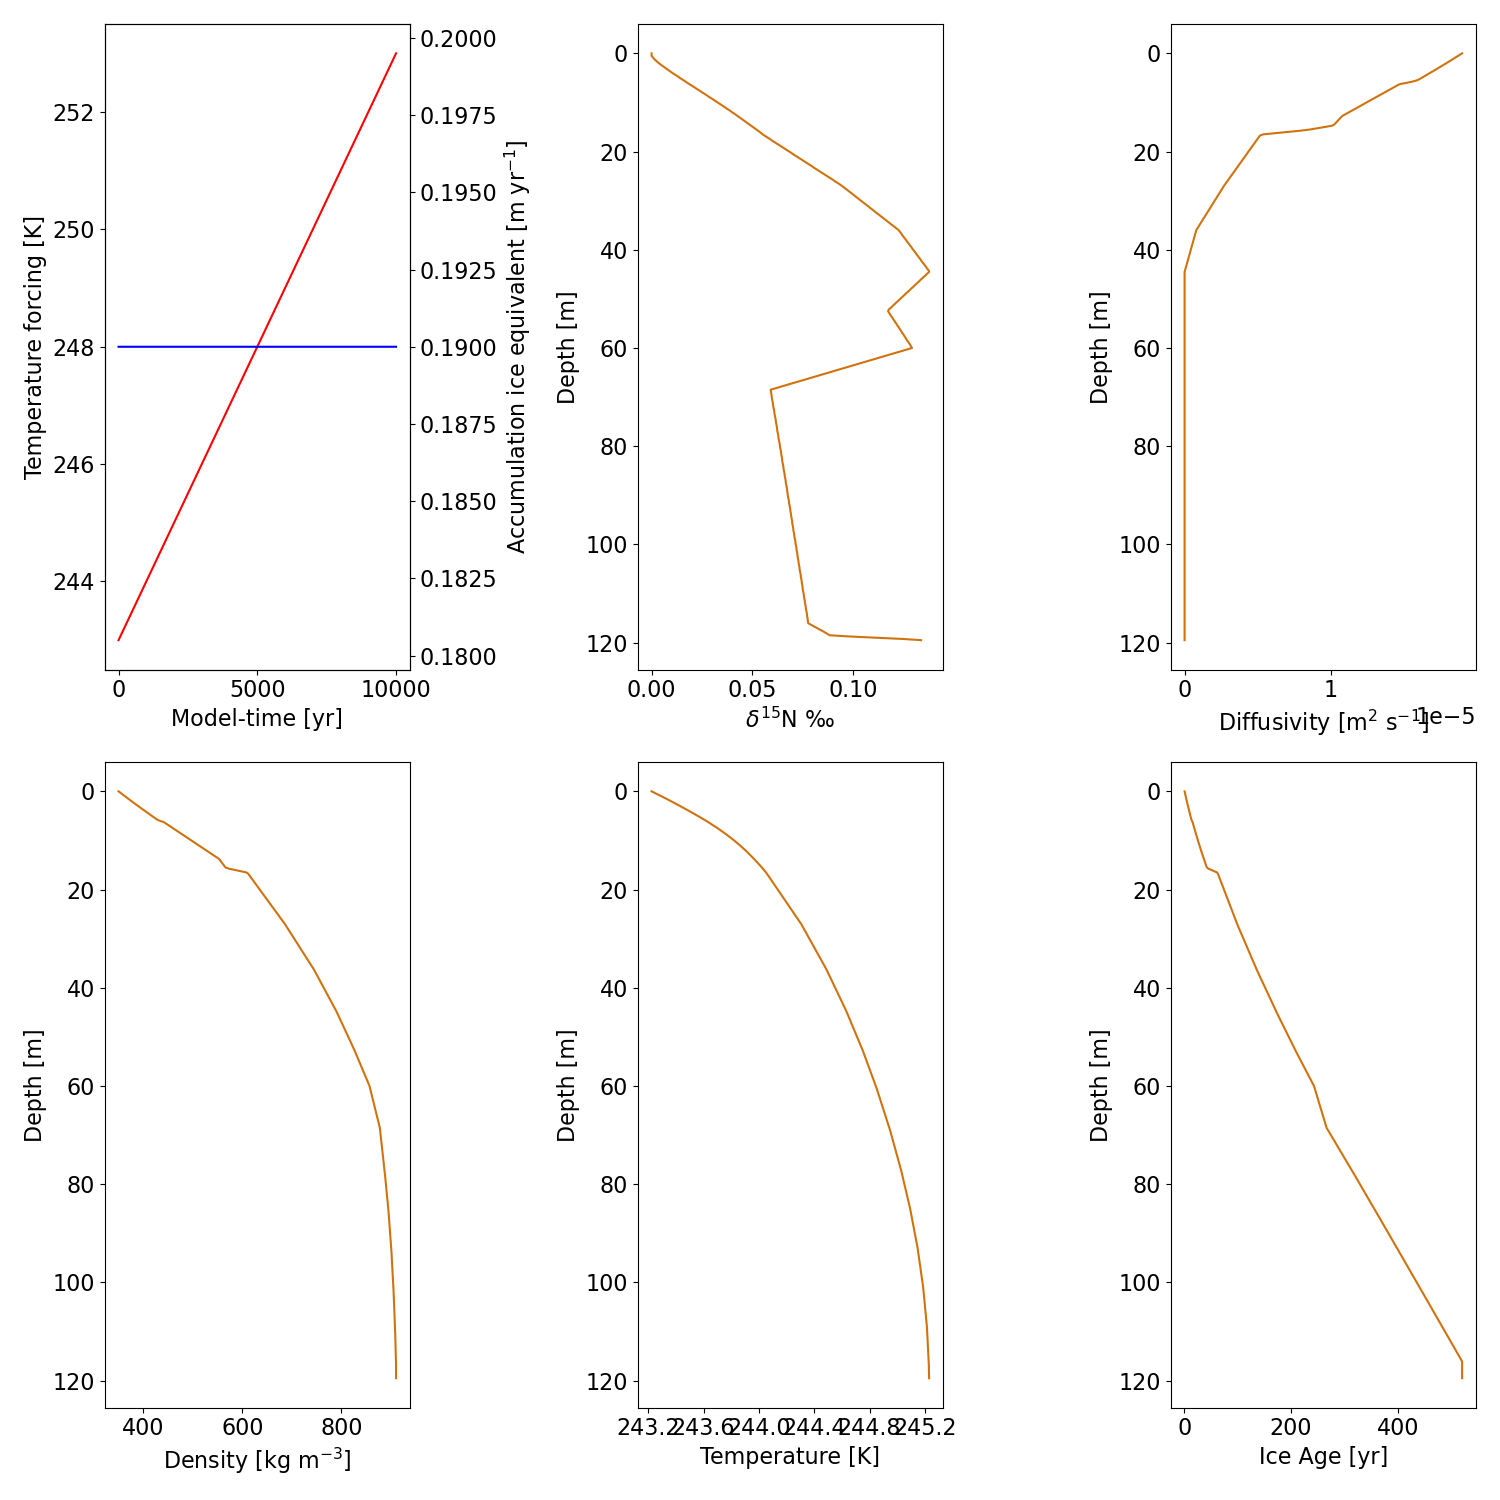 252
250
248
246
244
Temperature forcing [K]
0.2000
0.1975
0.1950
0.1925
0.1900
0.1875
0.1850
0.1825
0.1800
Accumulation ice equivalent [m yr⁻¹]
0 5000 10000
Model-time [yr]
0
20
40
60
80
100
120
Depth [m]
0.00 0.05 0.10
δ¹⁵N ‰
0
20
40
60
80
100
120
Depth [m]
0 1
1e−5
Diffusivity [m² s⁻¹]
0
20
40
60
80
100
120
Depth [m]
400 600 800
Density [kg m⁻³]
0
20
40
60
80
100
120
Depth [m]
243.2 243.6 244.0 244.4 244.8 245.2
Temperature [K]
0
20
40
60
80
100
120
Depth [m]
0 200 400
Ice Age [yr]